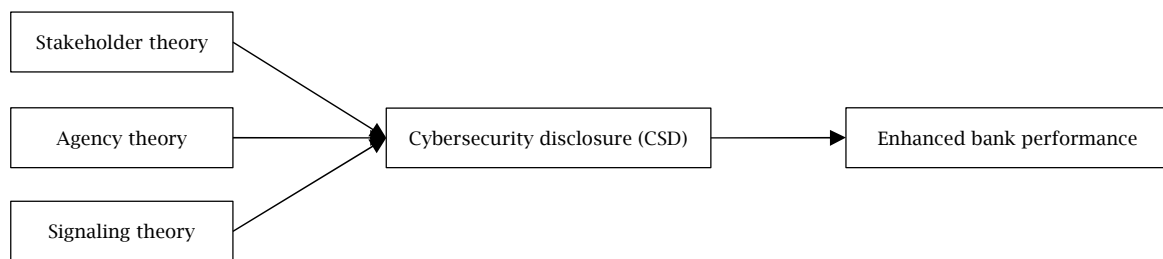 Stakeholder theory
Agency theory
Cybersecurity disclosure (CSD)
Enhanced bank performance
Signaling theory